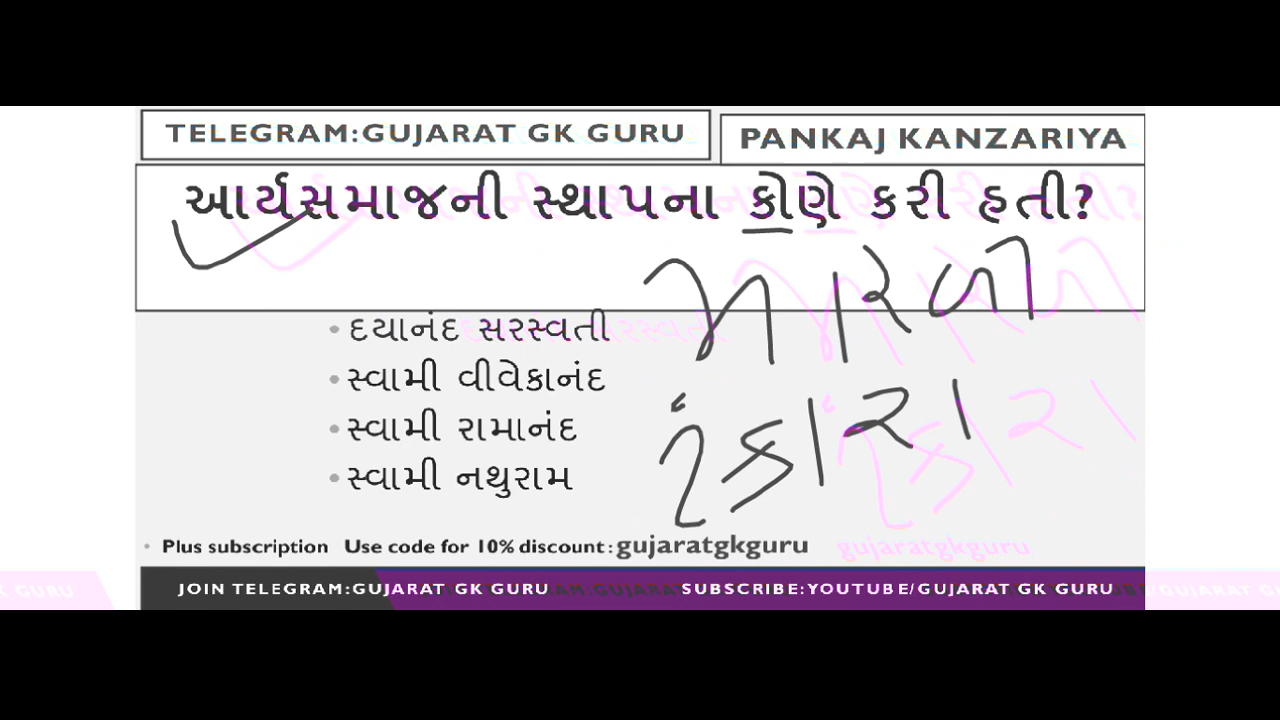 TELEGRAM:GUJARAT GK GURU
PANKAJ KANZARIYA
આર્યસમાજની સ્થાપના કોણે કરી હતી?
મોરબી
• દયાનંદ સરસ્વતી
• સ્વામી વીવેકાનંદ
• સ્વામી રામાનંદ
ટંકારા
• સ્વામી નથુરામ
• Plus subscription Use code for 10% discount : gujaratgkguru
JOIN TELEGRAM:GUJARAT GK GURU
SUBSCRIBE:YOUTUBE/GUJARAT GK GURU